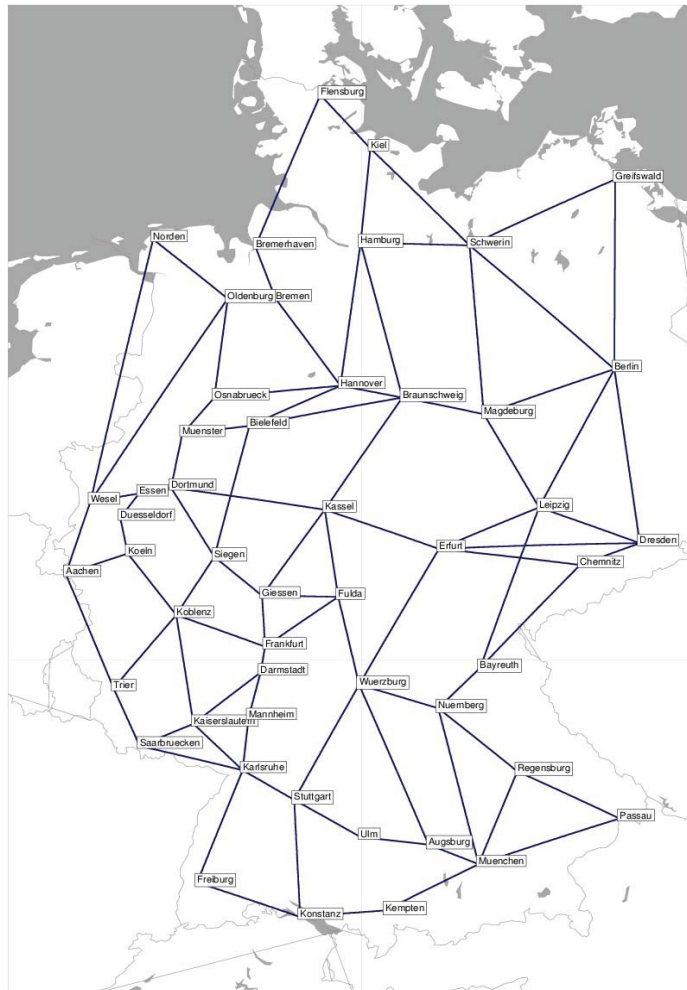 Flensburg
Kiel
Greifswald
Norden
Bremerhaven
Hamburg
Schwerin
Oldenburg
Bremen
Berlin
Hannover
Osnabrueck
Braunschweig
Magdeburg
Bielefeld
Muenster
Dortmund
Essen
Wesel
Duesseldorf
Kassel
Leipzig
Dresden
Erfurt
Koeln
Siegen
Chemnitz
Aachen
Giessen
Fulda
Koblenz
Frankfurt
Bayreuth
Darmstadt
Trier
Wuerzburg
Nuernberg
Mannheim
Kaiserslautern
Saarbruecken
Karlsruhe
Regensburg
Stuttgart
Passau
Ulm
Augsburg
Muenchen
Freiburg
Kempten
Konstanz